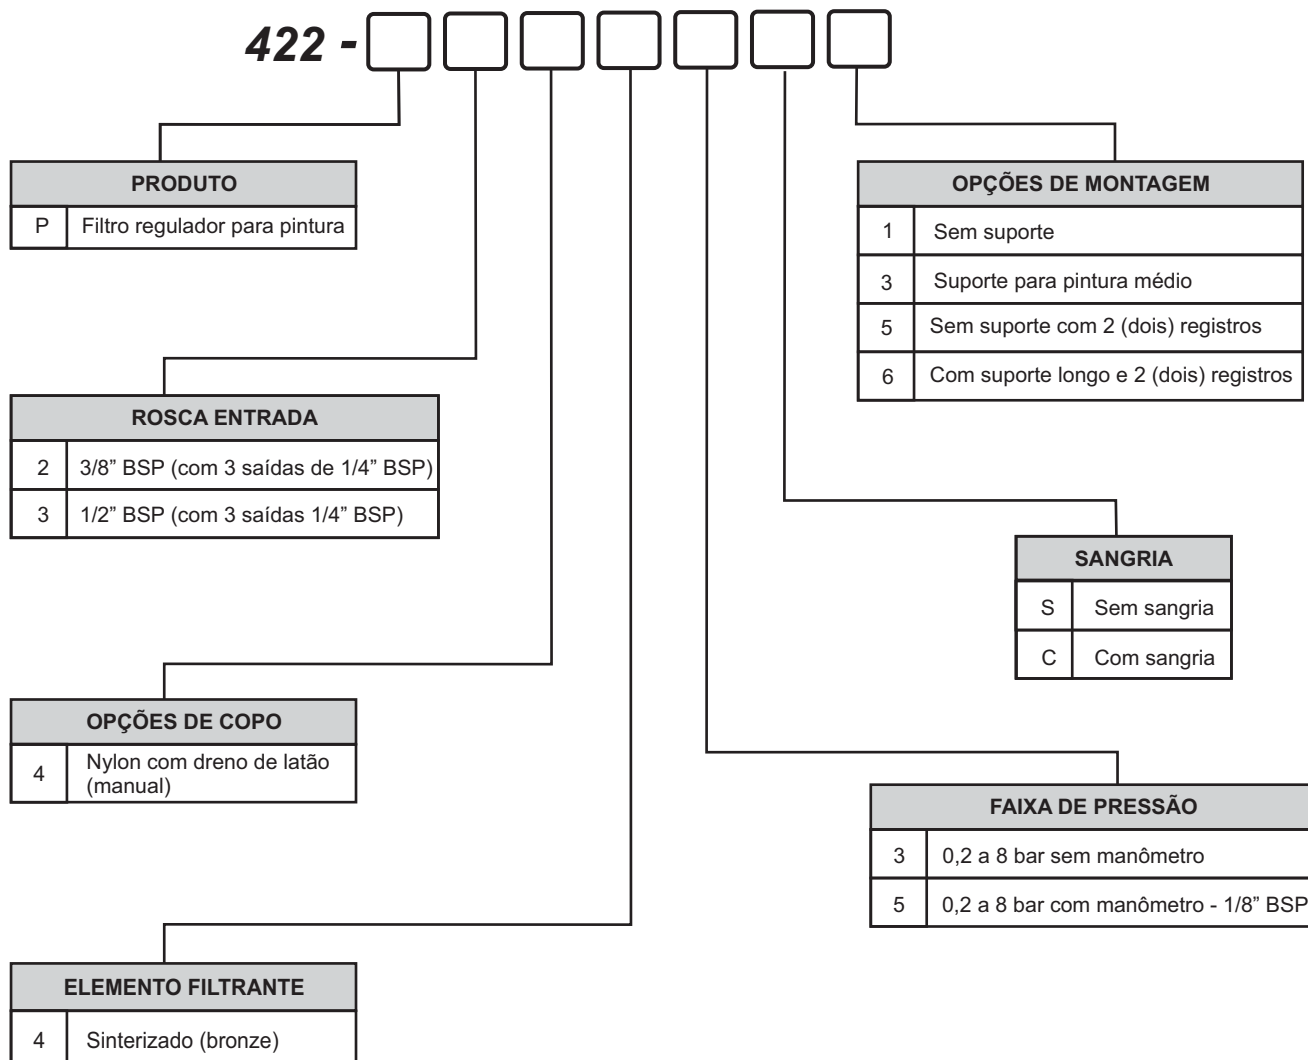 422 -
PRODUTO
P Filtro regulador para pintura
ROSCA ENTRADA
2 3/8” BSP (com 3 saídas de 1/4” BSP)
3 1/2” BSP (com 3 saídas 1/4” BSP)
OPÇÕES DE COPO
4 Nylon com dreno de latão
(manual)
ELEMENTO FILTRANTE
4 Sinterizado (bronze)
OPÇÕES DE MONTAGEM
1 Sem suporte
3 Suporte para pintura médio
5 Sem suporte com 2 (dois) registros
6 Com suporte longo e 2 (dois) registros
SANGRIA
S Sem sangria
C Com sangria
FAIXA DE PRESSÃO
3 0,2 a 8 bar sem manômetro
5 0,2 a 8 bar com manômetro - 1/8” BSP